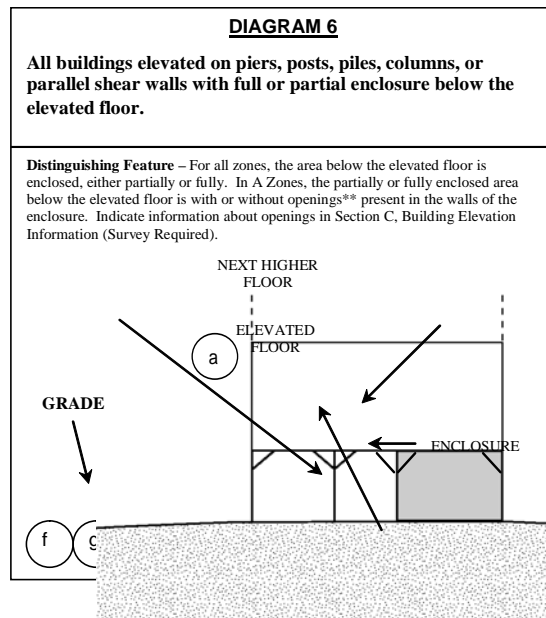 DIAGRAM 6
All buildings elevated on piers, posts, piles, columns, or
parallel shear walls with full or partial enclosure below the
elevated floor.
Distinguishing Feature – For all zones, the area below the elevated floor is
enclosed, either partially or fully. In A Zones, the partially or fully enclosed area
below the elevated floor is with or without openings** present in the walls of the
enclosure. Indicate information about openings in Section C, Building Elevation
Information (Survey Required).
NEXT HIGHER
FLOOR
ELEVATED
FLOOR
a
GRADE
ENCLOSURE
f
g